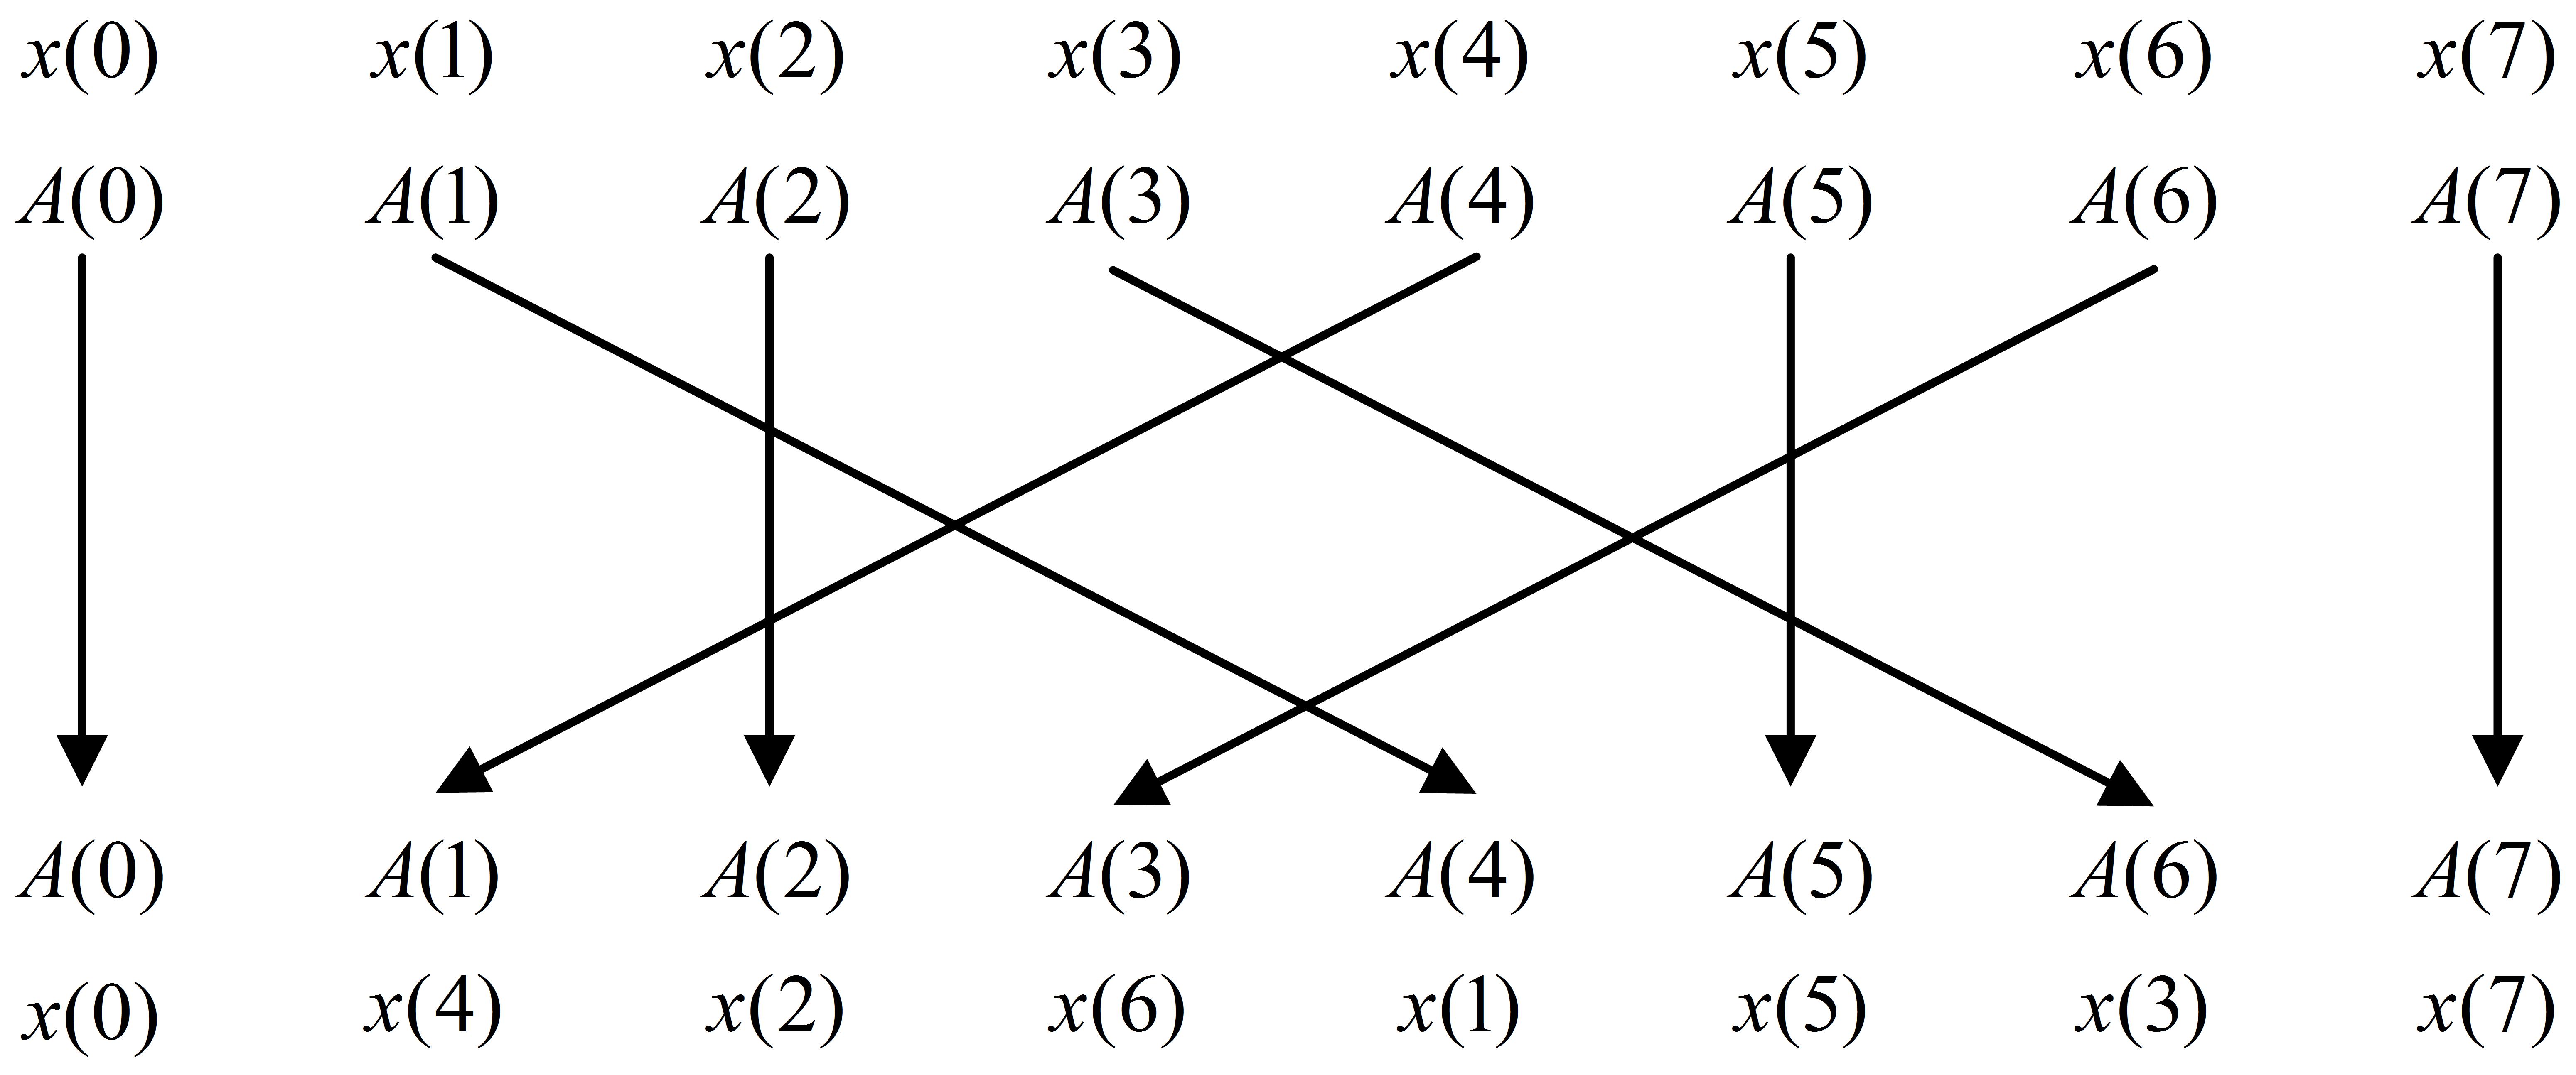 x(0) x(1) x(2) x(3) x(4) x(5) x(6) x(7)
A(0) A(1) A(2) A(3) A(4) A(5) A(6) A(7)
A(0) A(1) A(2) A(3) A(4) A(5) A(6) A(7)
x(0) x(4) x(2) x(6) x(1) x(5) x(3) x(7)